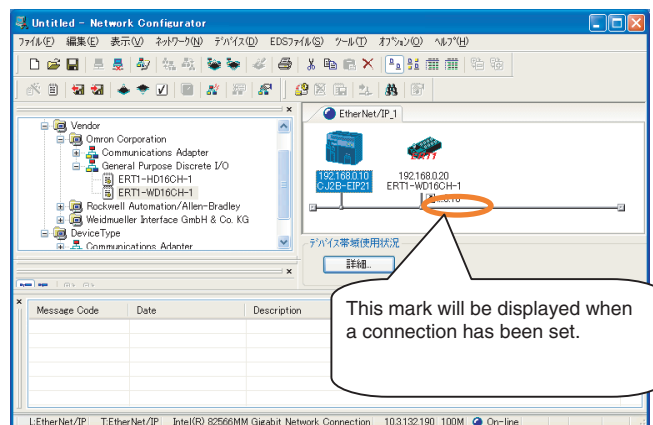 Untitled - Network Configurator
ファイル(F) 編集(E) 表示(V) ネットワーク(N) デバイス(D) EDSファイル(S) ツール(T) オプション(O) ヘルプ(H)
EtherNet/IP_1
Vendor
Omron Corporation
Communications Adapter
General Purpose Discrete I/O
ERT1-HD16CH-1
ERT1-WD16CH-1
Rockwell Automation/Allen-Bradley
Weidmueller Interface GmbH & Co. KG
DeviceType
Communications Adapter
192.168.0.10
CJ2B-EIP21
192.168.0.20
ERT1-WD16CH-1
デバイス帯域使用状況
詳細...
This mark will be displayed when
a connection has been set.
Message Code Date Description
L:EtherNet/IP T:EtherNet/IP Intel(R) 82566MM Gigabit Network Connection 10.3.132.190 100M On-line